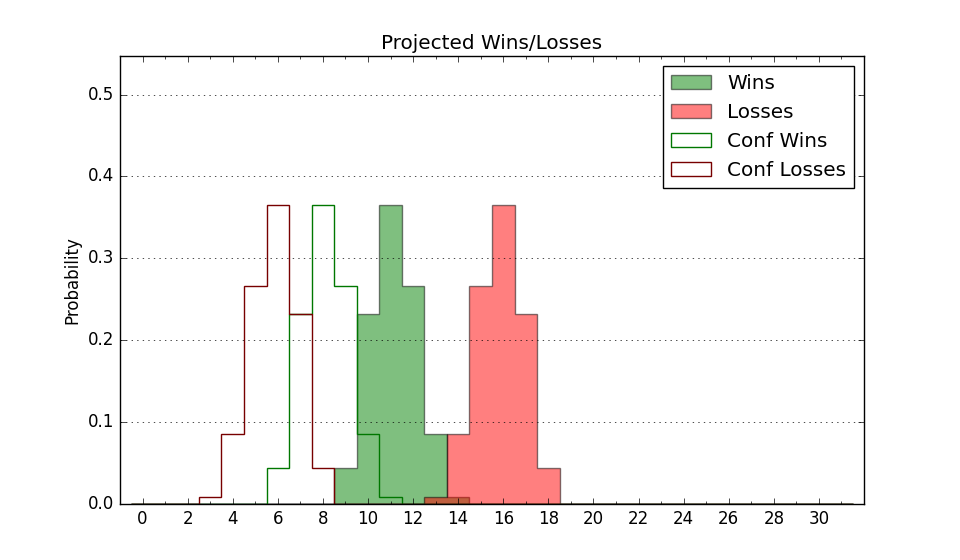 Projected Wins/Losses
Wins
Losses
Conf Wins
Conf Losses
Probability
0.5
0.4
0.3
0.2
0.1
0.0
0 2 4 6 8 10 12 14 16 18 20 22 24 26 28 30